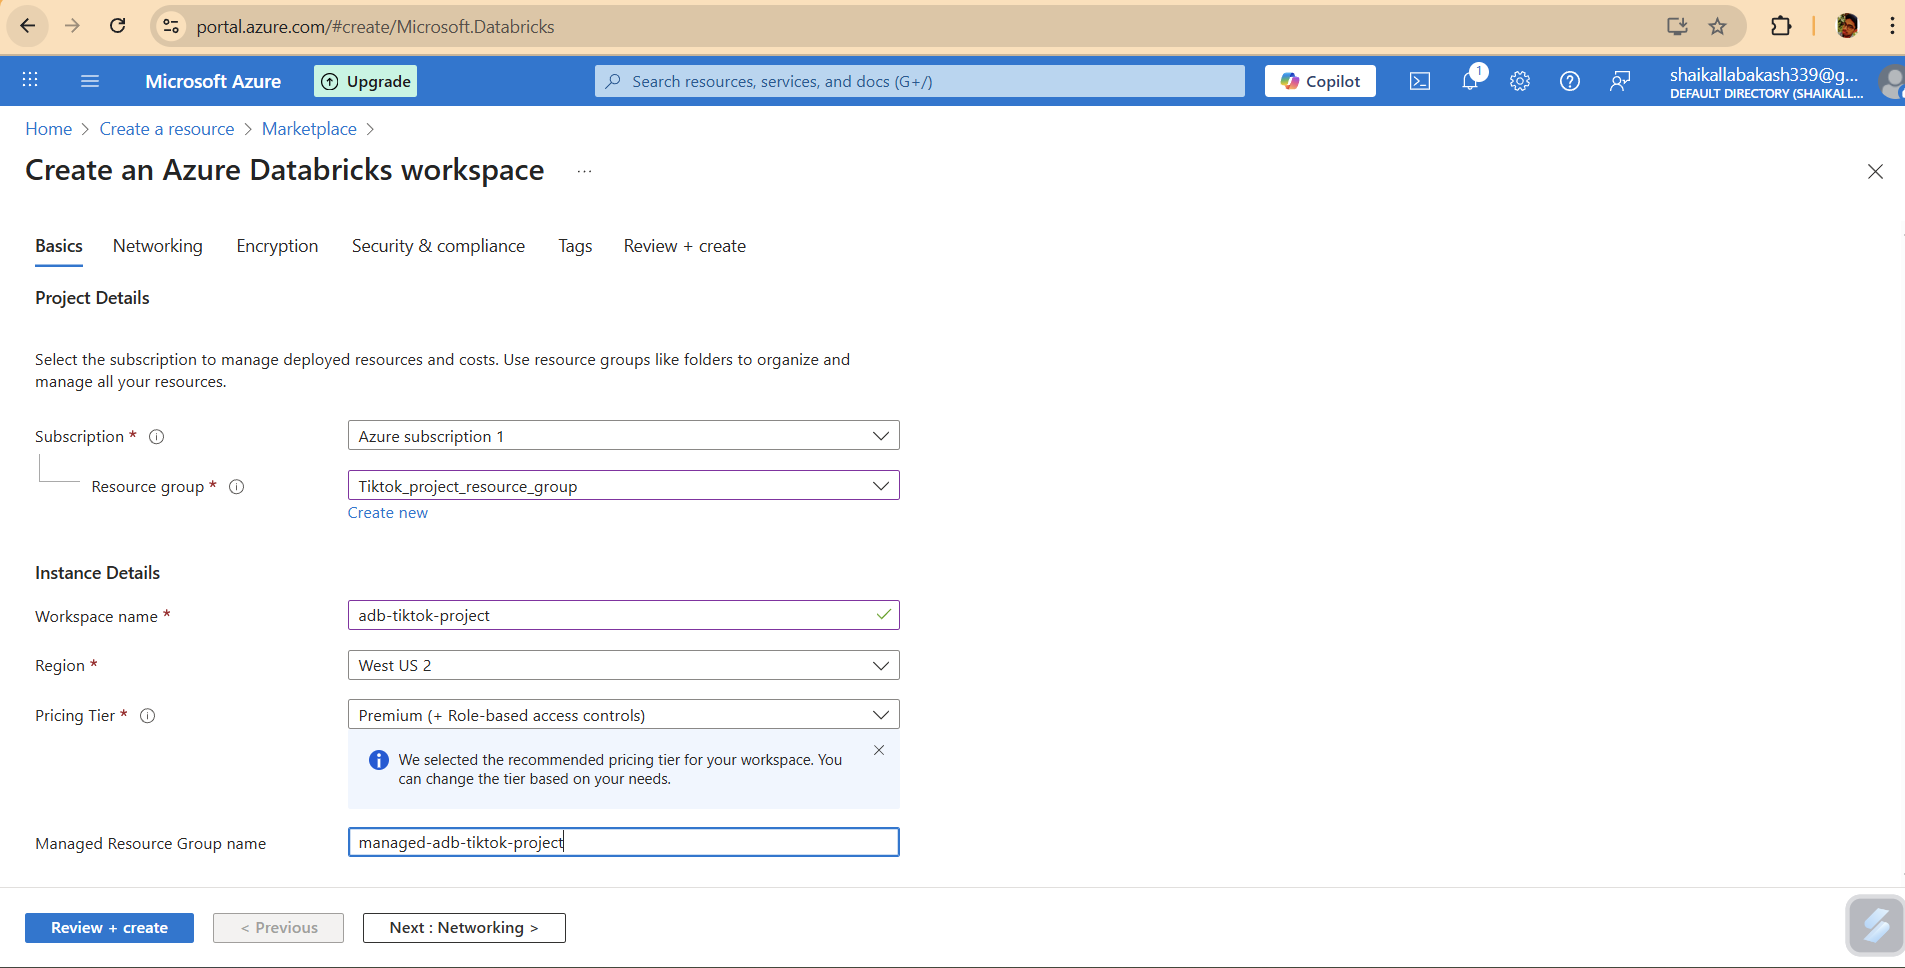 portal.azure.com/#create/Microsoft.Databricks
Microsoft Azure
Upgrade
Search resources, services, and docs (G+/)
Copilot
1
shaikallabakash339@g...
DEFAULT DIRECTORY (SHAIKALL...
Home > Create a resource > Marketplace >
Create an Azure Databricks workspace ...
Basics Networking Encryption Security & compliance Tags Review + create
Project Details
Select the subscription to manage deployed resources and costs. Use resource groups like folders to organize and
manage all your resources.
Subscription * Azure subscription 1
Resource group * Tiktok_project_resource_group
Create new
Instance Details
Workspace name * adb-tiktok-project
Region * West US 2
Pricing Tier * Premium (+ Role-based access controls)
We selected the recommended pricing tier for your workspace. You
can change the tier based on your needs.
Managed Resource Group name managed-adb-tiktok-project
Review + create < Previous Next : Networking >